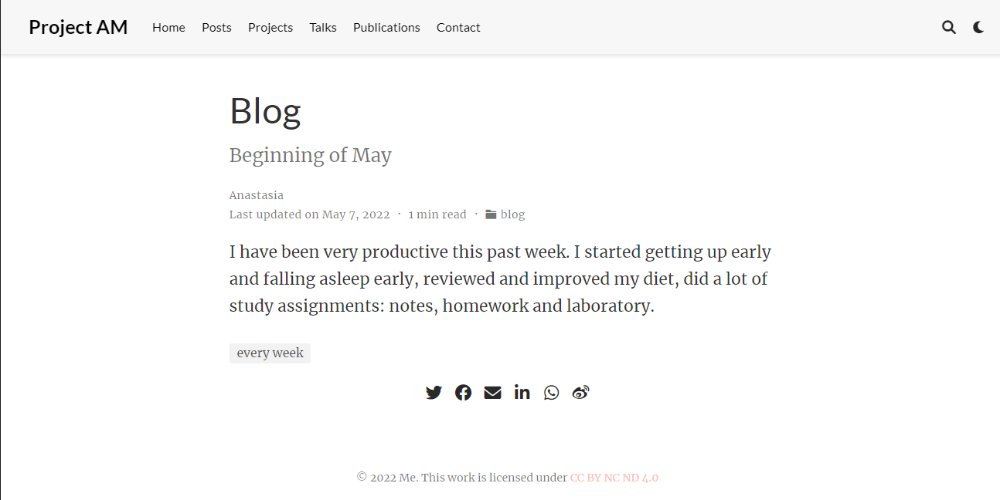 Project AM Home Posts Projects Talks Publications Contact
Blog
Beginning of May
Anastasia
Last updated on May 7, 2022 · 1 min read · blog
I have been very productive this past week. I started getting up early
and falling asleep early, reviewed and improved my diet, did a lot of
study assignments: notes, homework and laboratory.
every week
© 2022 Me. This work is licensed under CC BY NC ND 4.0